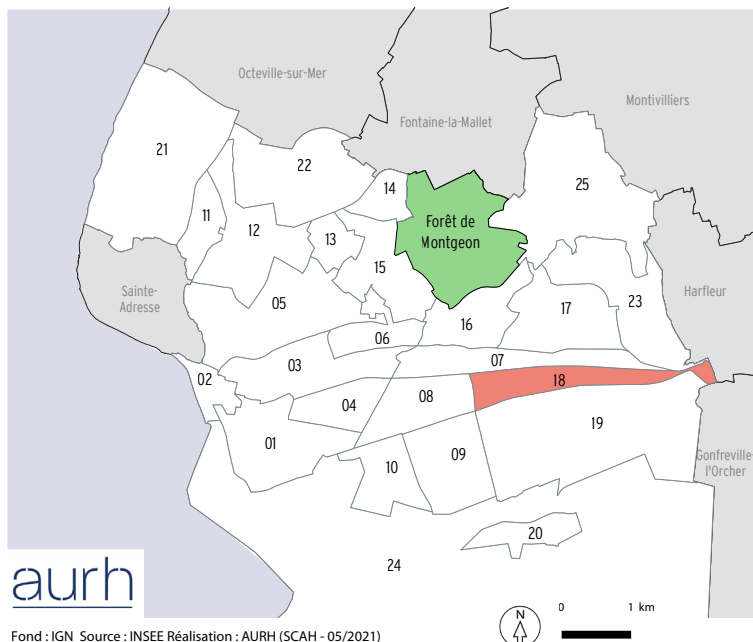 Octeville-sur-Mer
Montivilliers
Fontaine-la-Mallet
21
22
14
25
11
12
13
Forêt de
Montgeon
15
Sainte-
Adresse
05
17
23
Harfleur
16
06
07
03
02
18
04
08
19
01
10
09
Gonfreville-
l'Orcher
20
24
aurh
0 1 km
N
Fond : IGN Source : INSEE Réalisation : AURH (SCAH - 05/2021)